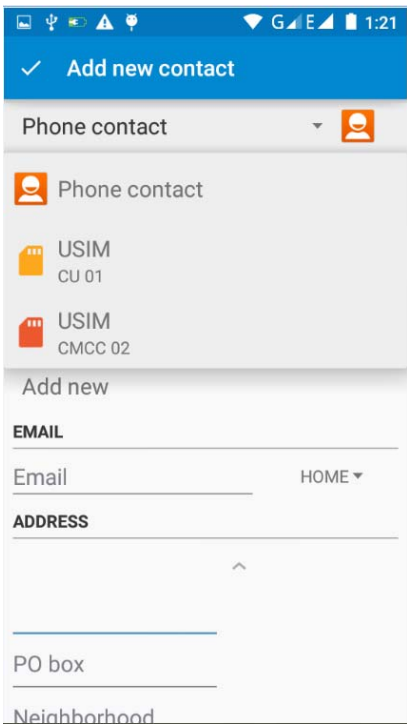 G E 1:21
Add new contact
Phone contact
Phone contact
USIM
CU 01
USIM
CMCC 02
Add new
EMAIL
Email HOME
ADDRESS
PO box
Neighborhood